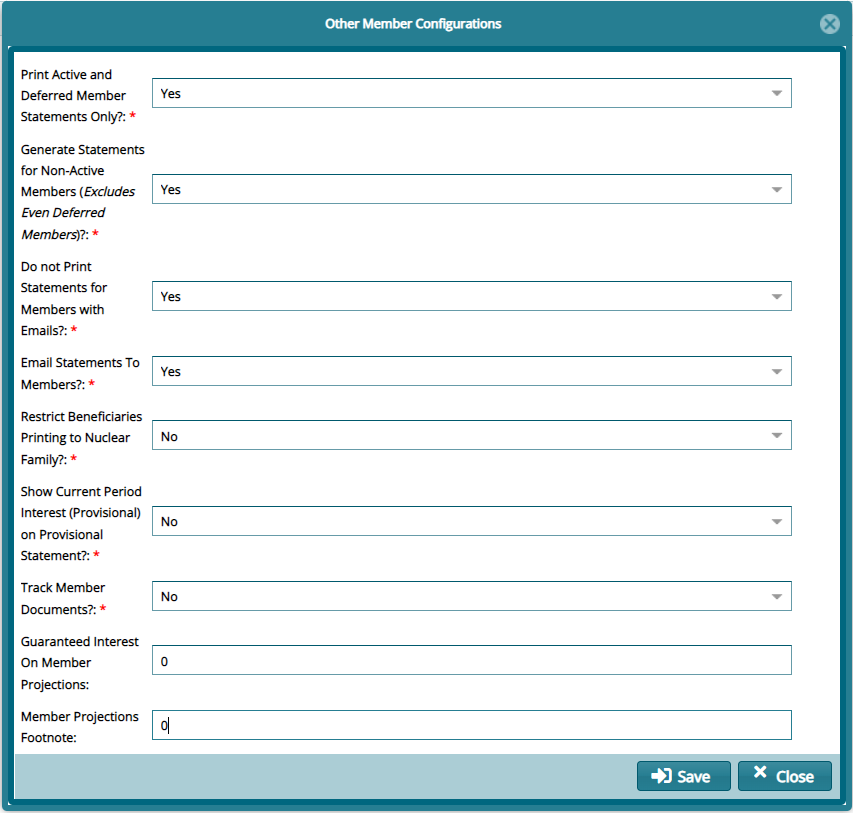 Other Member Configurations
Print Active and
Deferred Member
Statements Only?: *
Yes
Generate Statements
for Non-Active
Members (Excludes
Even Deferred
Members)?: *
Yes
Do not Print
Statements for
Members with
Emails?: *
Yes
Email Statements To
Members?: *
Yes
Restrict Beneficiaries
Printing to Nuclear
Family?: *
No
Show Current Period
Interest (Provisional)
on Provisional
Statement?: *
No
Track Member
Documents?: *
No
Guaranteed Interest
On Member
Projections:
0
Member Projections
Footnote:
0
Save
Close